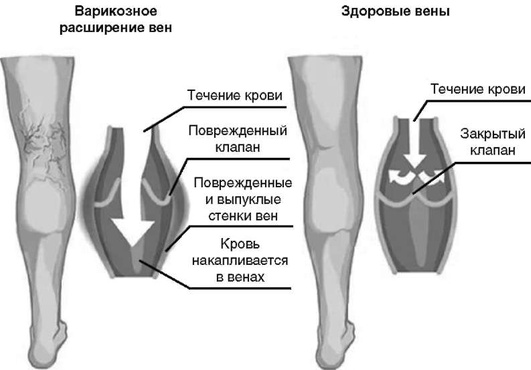 Варикозное
расширение вен
Течение крови
Поврежденный
клапан
Поврежденные
и выпуклые
стенки вен
Кровь
накапливается
в венах
Здоровые вены
Течение крови
Закрытый
клапан